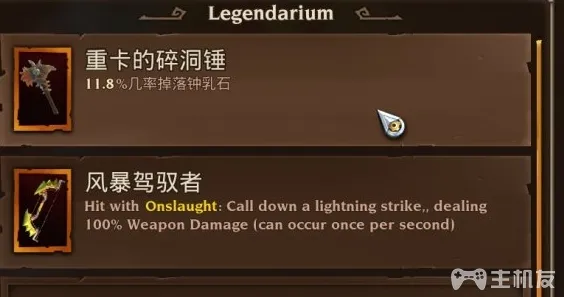 Legendarium
重卡的碎洞锤
11.8%几率掉落钟乳石
风暴驾驭者
Hit with Onslaught: Call down a lightning strike,, dealing
100% Weapon Damage (can occur once per second)
主机友